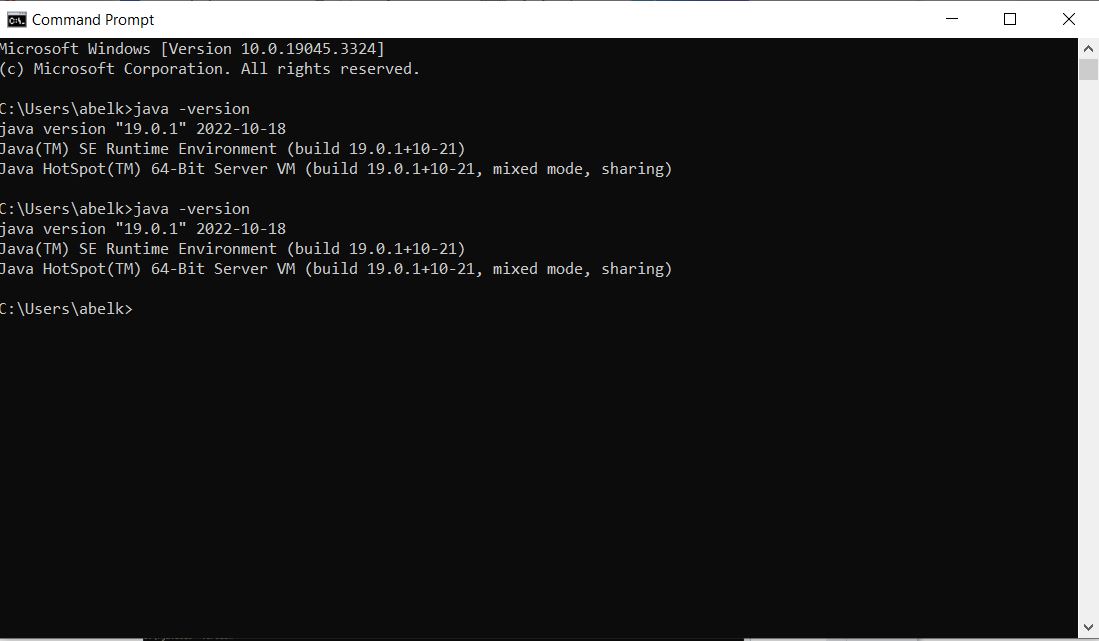 Command Prompt
Microsoft Windows [Version 10.0.19045.3324]
(c) Microsoft Corporation. All rights reserved.
C:\Users\abelk>java -version
java version "19.0.1" 2022-10-18
Java(TM) SE Runtime Environment (build 19.0.1+10-21)
Java HotSpot(TM) 64-Bit Server VM (build 19.0.1+10-21, mixed mode, sharing)
C:\Users\abelk>java -version
java version "19.0.1" 2022-10-18
Java(TM) SE Runtime Environment (build 19.0.1+10-21)
Java HotSpot(TM) 64-Bit Server VM (build 19.0.1+10-21, mixed mode, sharing)
C:\Users\abelk>